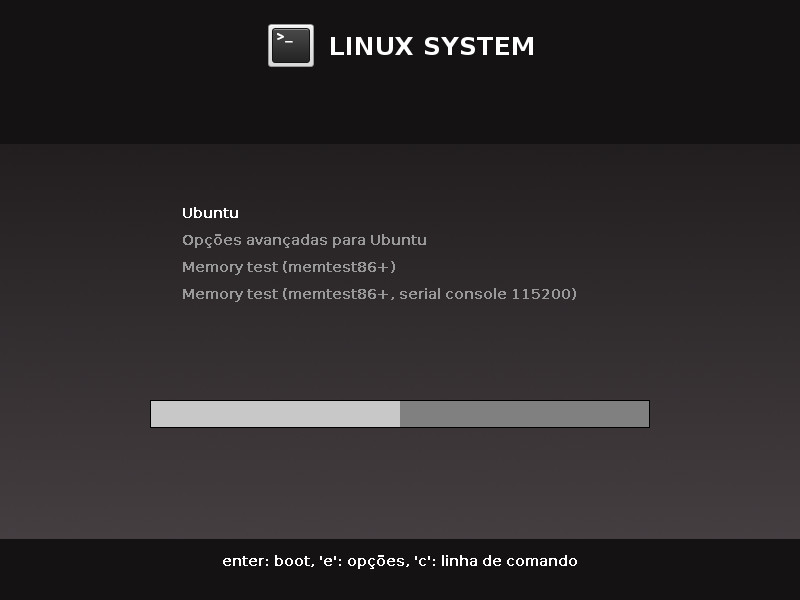 >_
LINUX SYSTEM
Ubuntu
Opções avançadas para Ubuntu
Memory test (memtest86+)
Memory test (memtest86+, serial console 115200)
enter: boot, 'e': opções, 'c': linha de comando